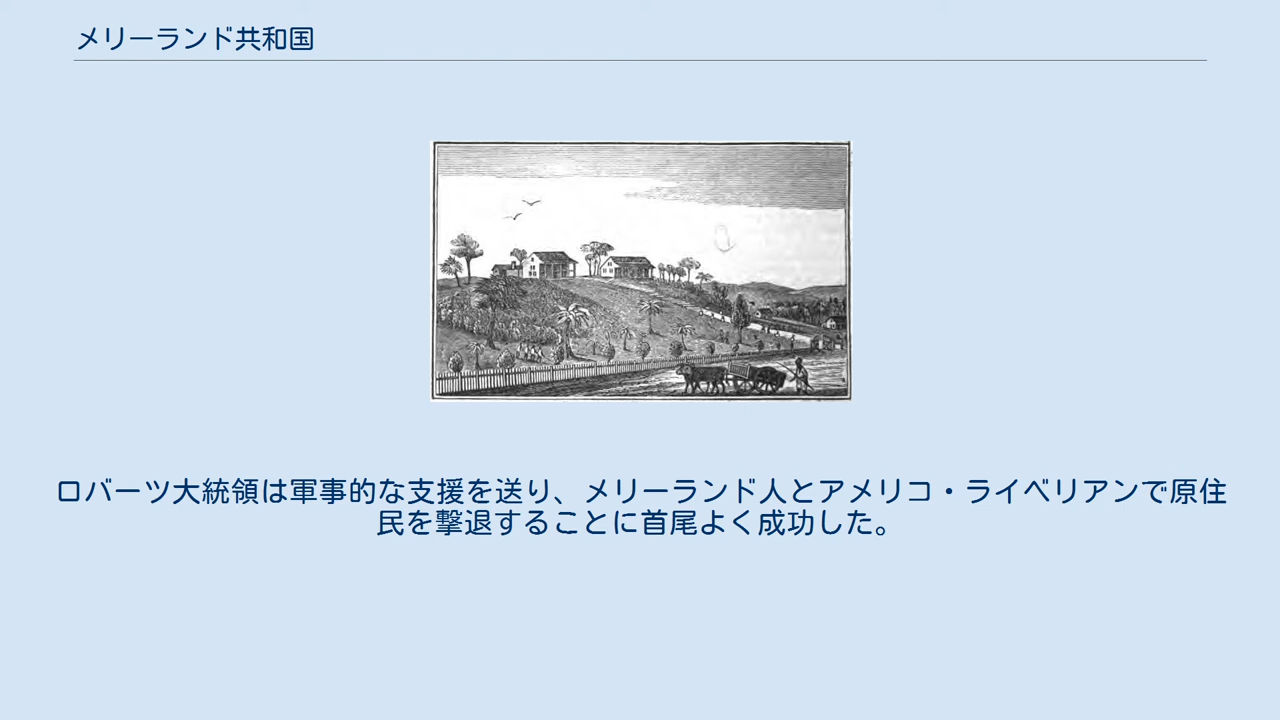 メリーランド共和国
ロバーツ大統領は軍事的な支援を送り、メリーランド人とアメリコ・ライベリアンで原住
民を撃退することに首尾よく成功した。